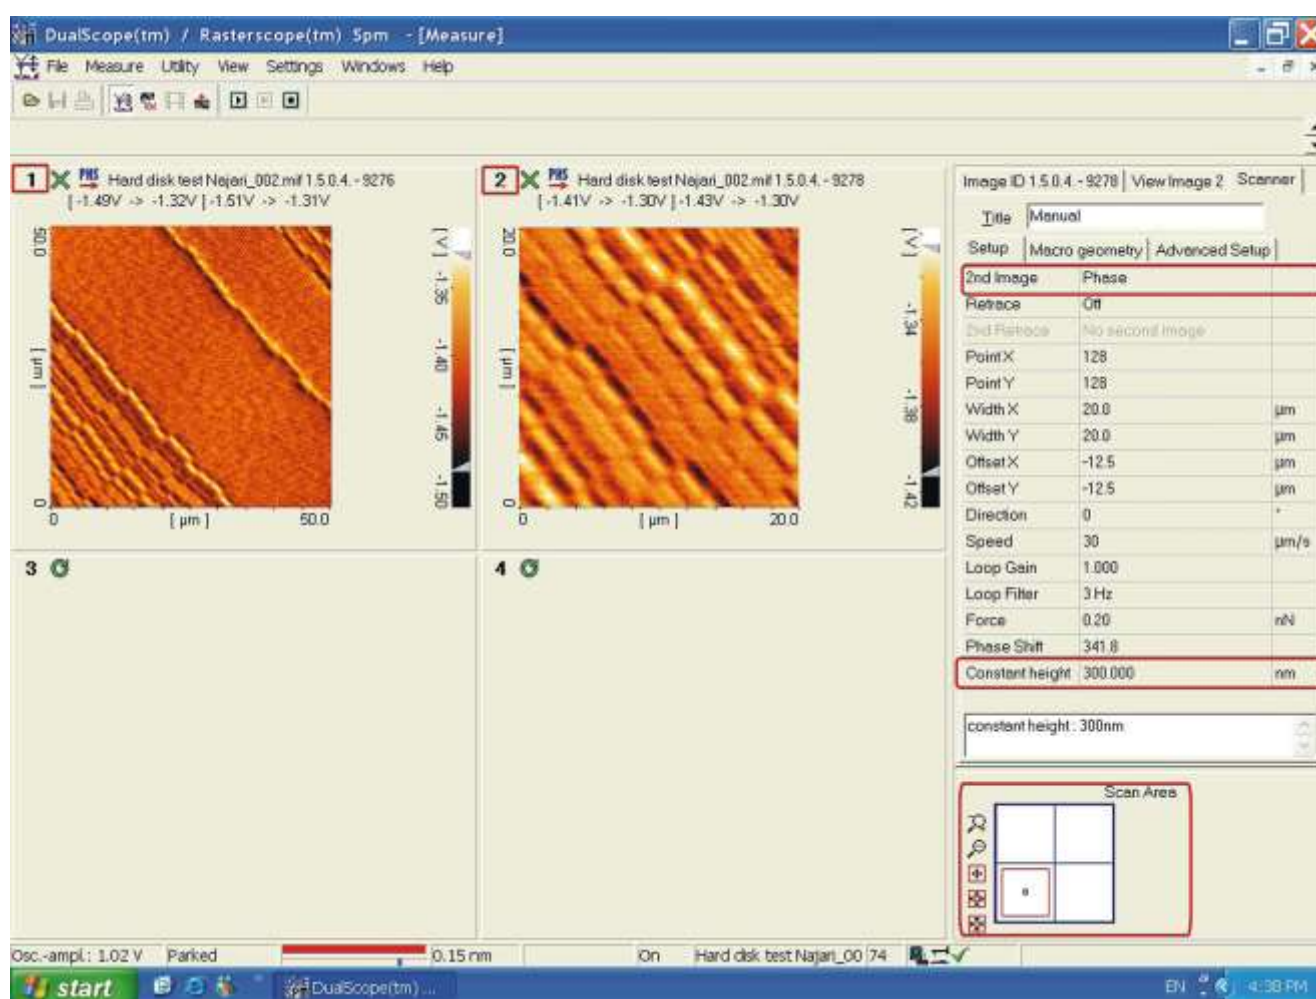 DualScope(tm) / Rasterscope(tm) Spm - [Measure]
File Measure Utility View Settings Windows Help
1 PHS Hard disk test Najari_002.mif 1.5.0.4. - 9276
[ -1.49V -> -1.32V ] [ -1.51V -> -1.31V
50.0
[ µm ]
0
0 [ µm ] 50.0
[V]
-1.36
-1.40
-1.45
-1.50
2 PHS Hard disk test Najari_002.mif 1.5.0.4. - 9278
[ -1.41V -> -1.30V ] [ -1.43V -> -1.30V
20.0
[ µm ]
0
0 [ µm ] 20.0
[V]
-1.34
-1.38
-1.42
3
4
Image ID 1.5.0.4. - 9278 View Image 2 Scanner
Title Manual
Setup Macro geometry Advanced Setup
2nd Image Phase
Retrace Off
2nd Retrace No second image
Point X 128
Point Y 128
Width X 20.0 µm
Width Y 20.0 µm
Offset X -12.5 µm
Offset Y -12.5 µm
Direction 0 °
Speed 30 µm/s
Loop Gain 1.000
Loop Filter 3 Hz
Force 0.20 nN
Phase Shift 341.8
Constant height 300.000 nm
constant height : 300nm
Scan Area
Osc.-ampl.: 1.02 V Parked 0.15 nm On Hard disk test Najari_00 74
start DualScope(tm) ... EN 4:38 PM